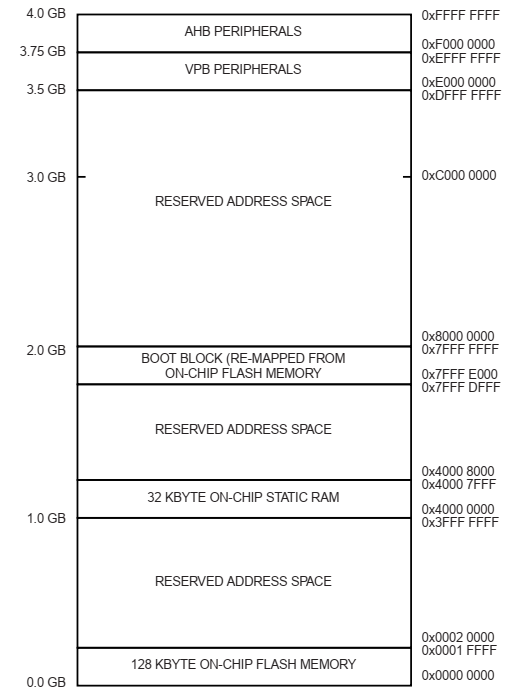 4.0 GB
0xFFFF FFFF
AHB PERIPHERALS
3.75 GB
0xF000 0000
0xEFFF FFFF
VPB PERIPHERALS
3.5 GB
0xE000 0000
0xDFFF FFFF
3.0 GB
0xC000 0000
RESERVED ADDRESS SPACE
0x8000 0000
2.0 GB
0x7FFF FFFF
BOOT BLOCK (RE-MAPPED FROM
ON-CHIP FLASH MEMORY
0x7FFF E000
0x7FFF DFFF
RESERVED ADDRESS SPACE
0x4000 8000
0x4000 7FFF
32 KBYTE ON-CHIP STATIC RAM
0x4000 0000
1.0 GB
0x3FFF FFFF
RESERVED ADDRESS SPACE
0x0002 0000
0x0001 FFFF
128 KBYTE ON-CHIP FLASH MEMORY
0x0000 0000
0.0 GB